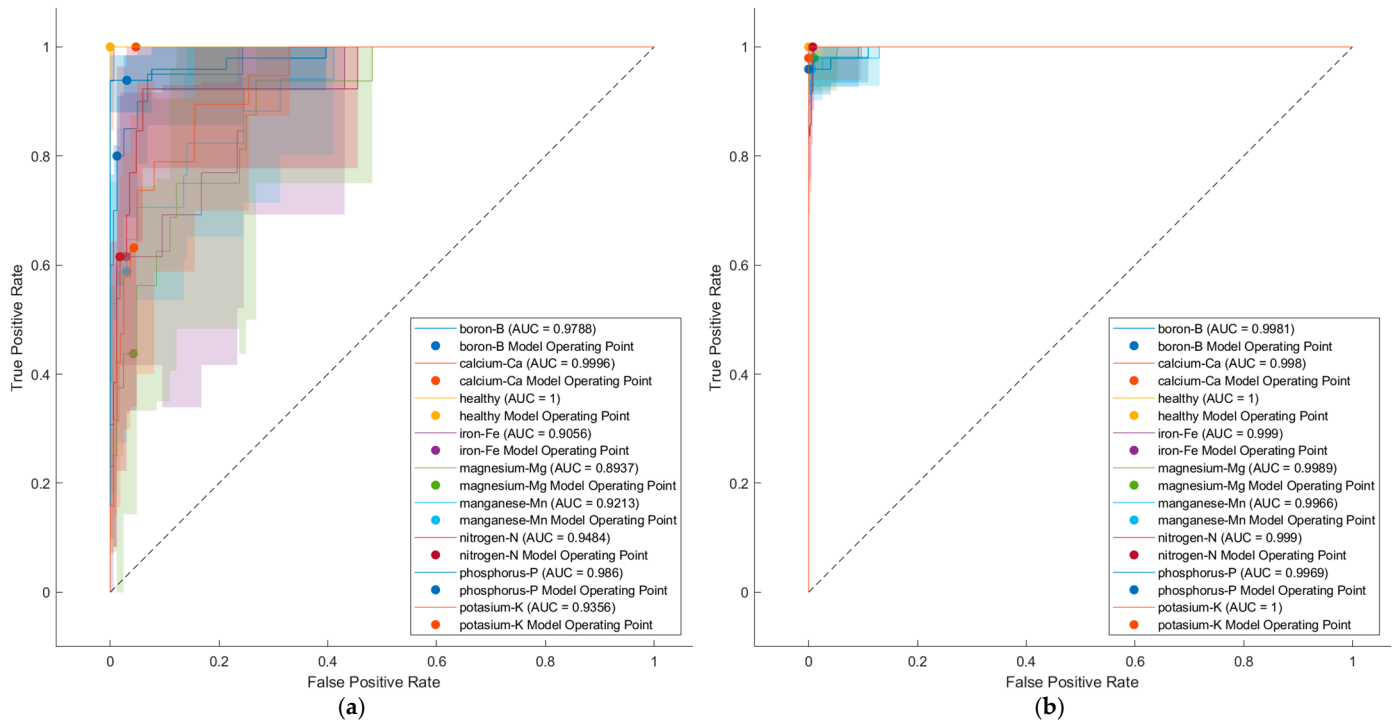 1
0.8
0.6
0.4
0.2
0
True Positive Rate
0
0.2
0.4
0.6
0.8
1
False Positive Rate
boron-B (AUC = 0.9788)
boron-B Model Operating Point
calcium-Ca (AUC = 0.9996)
calcium-Ca Model Operating Point
healthy (AUC = 1)
healthy Model Operating Point
iron-Fe (AUC = 0.9056)
iron-Fe Model Operating Point
magnesium-Mg (AUC = 0.8937)
magnesium-Mg Model Operating Point
manganese-Mn (AUC = 0.9213)
manganese-Mn Model Operating Point
nitrogen-N (AUC = 0.9484)
nitrogen-N Model Operating Point
phosphorus-P (AUC = 0.986)
phosphorus-P Model Operating Point
potasium-K (AUC = 0.9356)
potasium-K Model Operating Point
(a)
1
0.8
0.6
0.4
0.2
0
True Positive Rate
0
0.2
0.4
0.6
0.8
1
False Positive Rate
boron-B (AUC = 0.9981)
boron-B Model Operating Point
calcium-Ca (AUC = 0.998)
calcium-Ca Model Operating Point
healthy (AUC = 1)
healthy Model Operating Point
iron-Fe (AUC = 0.999)
iron-Fe Model Operating Point
magnesium-Mg (AUC = 0.9989)
magnesium-Mg Model Operating Point
manganese-Mn (AUC = 0.9966)
manganese-Mn Model Operating Point
nitrogen-N (AUC = 0.999)
nitrogen-N Model Operating Point
phosphorus-P (AUC = 0.9969)
phosphorus-P Model Operating Point
potasium-K (AUC = 1)
potasium-K Model Operating Point
(b)